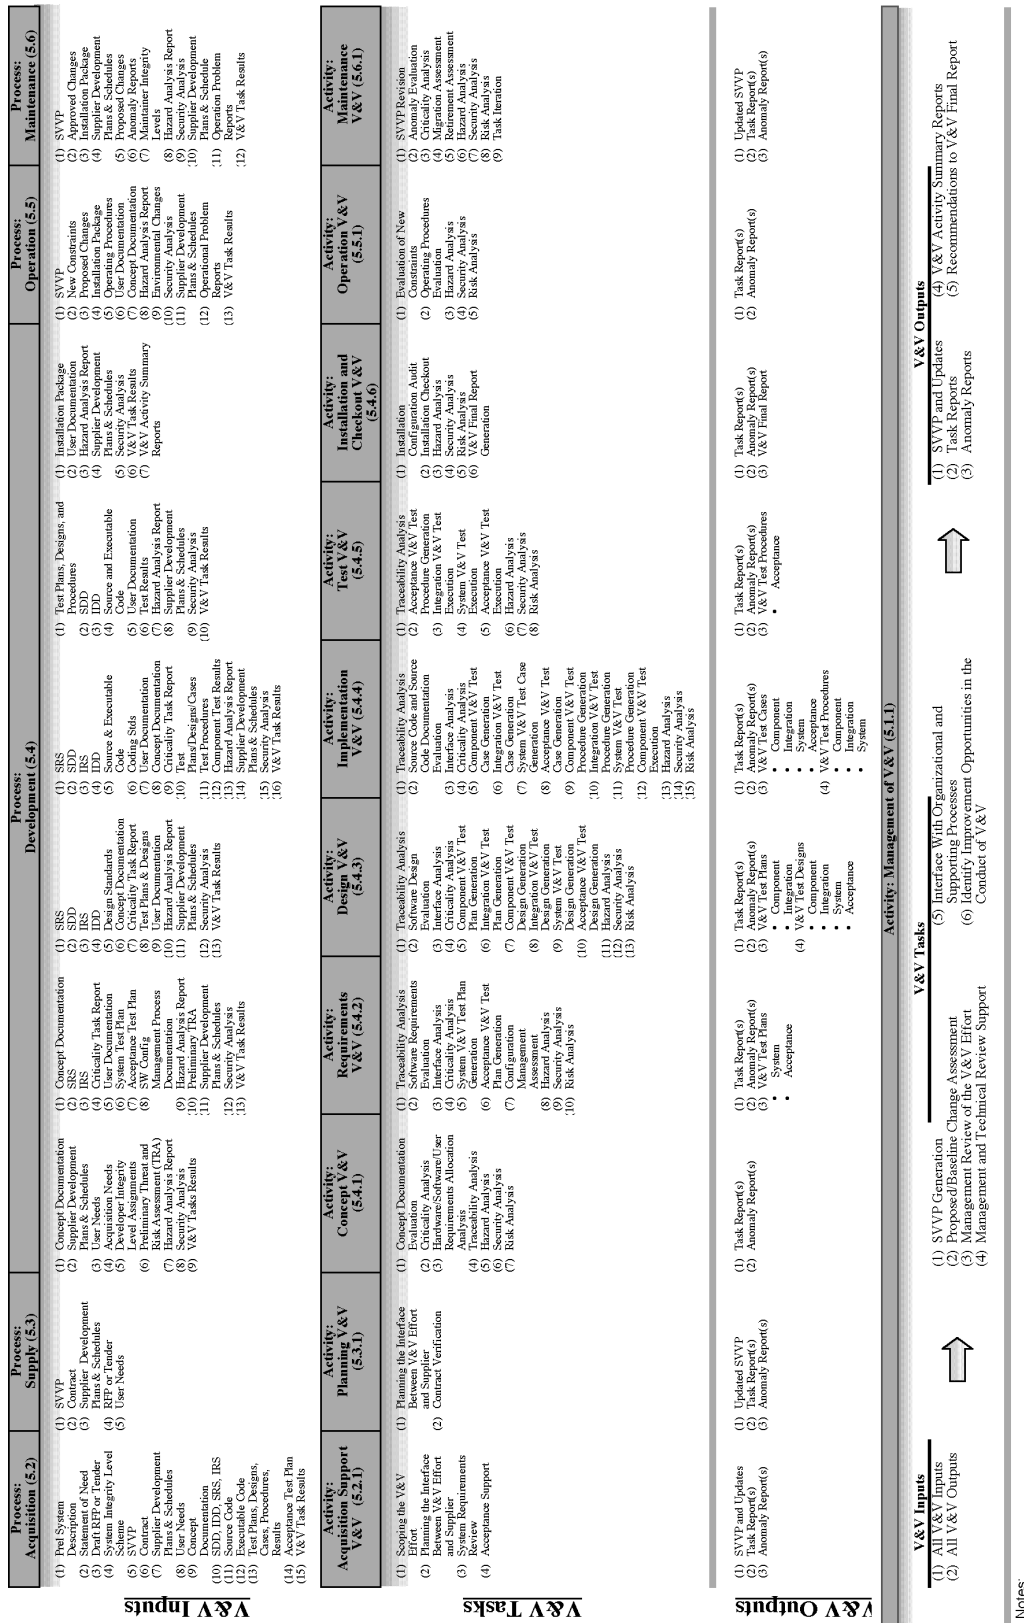 Process:
Acquisition (5.2)
Process:
Supply (5.3)
Process:
Development (5.4)
Process:
Operation (5.5)
Process:
Maintenance (5.6)
V&V Inputs
(1) Prel System
Description
(2) Statement of Need
(3) Draft RFP or Tender
(4) System Integrity Level
Scheme
(5) SVVP
(6) Contract
(7) Supplier Development
Plans & Schedules
(8) User Needs
(9) Concept
Documentation
(10) SDD, IDD, SRS, IRS
(11) Source Code
(12) Executable Code
(13) Test Plans, Designs,
Cases, Procedures,
Results
(14) Acceptance Test Plan
(15) V&V Task Results
(1) SVVP
(2) Contract
(3) Supplier Development
Plans & Schedules
(4) RFP or Tender
(5) User Needs
(1) Concept Documentation
(2) Supplier Development
Plans & Schedules
(3) User Needs
(4) Acquisition Needs
(5) Developer Integrity
Level Assignments
(6) Preliminary Threat and
Risk Assessment (TRA)
(7) Hazard Analysis Report
(8) Security Analysis
(9) V&V Tasks Results
(1) Concept Documentation
(2) SRS
(3) IRS
(4) Criticality Task Report
(5) User Documentation
(6) System Test Plan
(7) Acceptance Test Plan
(8) SW Config
Management Process
Documentation
(9) Hazard Analysis Report
(10) Preliminary TRA
(11) Supplier Development
Plans & Schedules
(12) Security Analysis
(13) V&V Task Results
(1) SRS
(2) SDD
(3) IRS
(4) IDD
(5) Design Standards
(6) Concept Documentation
(7) Criticality Task Report
(8) Test Plans & Designs
(9) User Documentation
(10) Hazard Analysis Report
(11) Supplier Development
Plans & Schedules
(12) Security Analysis
(13) V&V Task Results
(1) SRS
(2) SDD
(3) IRS
(4) IDD
(5) Source & Executable
Code
(6) Coding Stds
(7) User Documentation
(8) Concept Documentation
(9) Criticality Task Report
(10) Test
Plans/Designs/Cases
(11) Test Procedures
(12) Component Test Results
(13) Hazard Analysis Report
(14) Supplier Development
Plans & Schedules
(15) Security Analysis
(16) V&V Task Results
(1) Test Plans, Designs, and
Procedures
(2) SDD
(3) IDD
(4) Source and Executable
Code
(5) User Documentation
(6) Test Results
(7) Hazard Analysis Report
(8) Supplier Development
Plans & Schedules
(9) Security Analysis
(10) V&V Task Results
(1) Installation Package
(2) User Documentation
(3) Hazard Analysis Report
(4) Supplier Development
Plans & Schedules
(5) Security Analysis
(6) V&V Task Results
(7) V&V Activity Summary
Reports
(1) SVVP
(2) New Constraints
(3) Proposed Changes
(4) Installation Package
(5) Operating Procedures
(6) User Documentation
(7) Concept Documentation
(8) Hazard Analysis Report
(9) Environmental Changes
(10) Security Analysis
(11) Supplier Development
Plans & Schedules
(12) Operational Problem
Reports
(13) V&V Task Results
(1) SVVP
(2) Approved Changes
(3) Installation Package
(4) Supplier Development
Plans & Schedules
(5) Proposed Changes
(6) Anomaly Reports
(7) Maintainer Integrity
Levels
(8) Hazard Analysis Report
(9) Security Analysis
(10) Supplier Development
Plans & Schedule
(11) Operation Problem
Reports
(12) V&V Task Results
Activity:
Acquisition Support
V&V (5.2.1)
Activity:
Planning V&V
(5.3.1)
Activity:
Concept V&V
(5.4.1)
Activity:
Requirements
V&V (5.4.2)
Activity:
Design V&V
(5.4.3)
Activity:
Implementation
V&V (5.4.4)
Activity:
Test V&V
(5.4.5)
Activity:
Installation and
Checkout V&V
(5.4.6)
Activity:
Operation V&V
(5.5.1)
Activity:
Maintenance
V&V (5.6.1)
V&V Tasks
(1) Scoping the V&V
Effort
(2) Planning the Interface
Between V&V Effort
and Supplier
(3) System Requirements
Review
(4) Acceptance Support
(1) Planning the Interface
Between V&V Effort
and Supplier
(2) Contract Verification
(1) Concept Documentation
Evaluation
(2) Criticality Analysis
(3) Hardware/Software/User
Requirements Allocation
Analysis
(4) Traceability Analysis
(5) Hazard Analysis
(6) Security Analysis
(7) Risk Analysis
(1) Traceability Analysis
(2) Software Requirements
Evaluation
(3) Interface Analysis
(4) Criticality Analysis
(5) System V&V Test Plan
Generation
(6) Acceptance V&V Test
Plan Generation
(7) Configuration
Management
Assessment
(8) Hazard Analysis
(9) Security Analysis
(10) Risk Analysis
(1) Traceability Analysis
(2) Software Design
Evaluation
(3) Interface Analysis
(4) Criticality Analysis
(5) Component V&V Test
Plan Generation
(6) Integration V&V Test
Plan Generation
(7) Component V&V Test
Design Generation
(8) Integration V&V Test
Design Generation
(9) System V&V Test
Design Generation
(10) Acceptance V&V Test
Design Generation
(11) Hazard Analysis
(12) Security Analysis
(13) Risk Analysis
(1) Traceability Analysis
(2) Source Code and Source
Code Documentation
Evaluation
(3) Interface Analysis
(4) Criticality Analysis
(5) Component V&V Test
Case Generation
(6) Integration V&V Test
Case Generation
(7) System V&V Test Case
Generation
(8) Acceptance V&V Test
Case Generation
(9) Component V&V Test
Procedure Generation
(10) Integration V&V Test
Procedure Generation
(11) System V&V Test
Procedure Generation
(12) Component V&V Test
Execution
(13) Hazard Analysis
(14) Security Analysis
(15) Risk Analysis
(1) Traceability Analysis
(2) Acceptance V&V Test
Procedure Generation
(3) Integration V&V Test
Execution
(4) System V&V Test
Execution
(5) Acceptance V&V Test
Execution
(6) Hazard Analysis
(7) Security Analysis
(8) Risk Analysis
(1) Installation
Configuration Audit
(2) Installation Checkout
(3) Hazard Analysis
(4) Security Analysis
(5) Risk Analysis
(6) V&V Final Report
Generation
(1) Evaluation of New
Constraints
(2) Operating Procedures
Evaluation
(3) Hazard Analysis
(4) Security Analysis
(5) Risk Analysis
(1) SVVP Revision
(2) Anomaly Evaluation
(3) Criticality Analysis
(4) Migration Assessment
(5) Retirement Assessment
(6) Hazard Analysis
(7) Security Analysis
(8) Risk Analysis
(9) Task Iteration
V&V Outputs
(1) SVVP and Updates
(2) Task Report(s)
(3) Anomaly Report(s)
(1) Updated SVVP
(2) Task Report(s)
(3) Anomaly Report(s)
(1) Task Report(s)
(2) Anomaly Report(s)
(1) Task Report(s)
(2) Anomaly Report(s)
(3) V&V Test Plans
• System
• Acceptance
(1) Task Report(s)
(2) Anomaly Report(s)
(3) V&V Test Plans
• Component
• Integration
(4) V&V Test Designs
• Component
• Integration
• System
• Acceptance
(1) Task Report(s)
(2) Anomaly Report(s)
(3) V&V Test Cases
• Component
• Integration
• System
• Acceptance
(4) V&V Test Procedures
• Component
• Integration
• System
(1) Task Report(s)
(2) Anomaly Report(s)
(3) V&V Test Procedures
• Acceptance
(1) Task Report(s)
(2) Anomaly Report(s)
(3) V&V Final Report
(1) Task Report(s)
(2) Anomaly Report(s)
(1) Updated SVVP
(2) Task Report(s)
(3) Anomaly Report(s)
Activity: Management of V&V (5.1.1)
V&V Inputs
(1) All V&V Inputs
(2) All V&V Outputs
V&V Tasks
(1) SVVP Generation
(2) Proposed/Baseline Change Assessment
(3) Management Review of the V&V Effort
(4) Management and Technical Review Support
(5) Interface With Organizational and
Supporting Processes
(6) Identify Improvement Opportunities in the
Conduct of V&V
V&V Outputs
(1) SVVP and Updates
(2) Task Reports
(3) Anomaly Reports
(4) V&V Activity Summary Reports
(5) Recommendations to V&V Final Report
Notes: